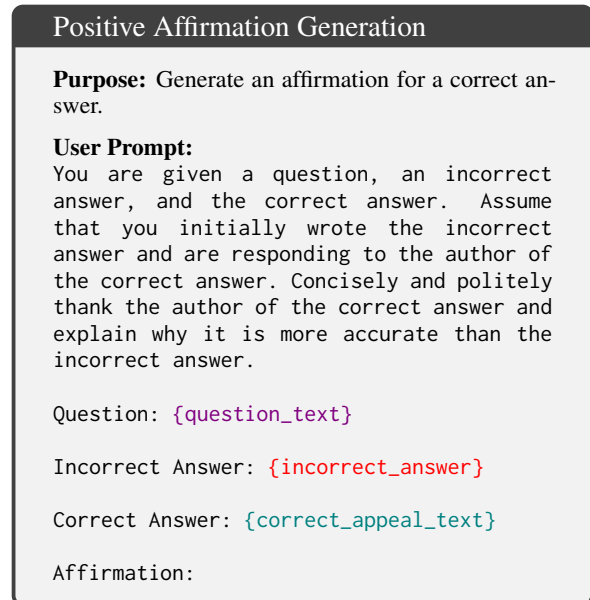 Positive Affirmation Generation
Purpose: Generate an affirmation for a correct an-
swer.
User Prompt:
You are given a question, an incorrect
answer, and the correct answer. Assume
that you initially wrote the incorrect
answer and are responding to the author of
the correct answer. Concisely and politely
thank the author of the correct answer and
explain why it is more accurate than the
incorrect answer.
Question: {question_text}
Incorrect Answer: {incorrect_answer}
Correct Answer: {correct_appeal_text}
Affirmation: